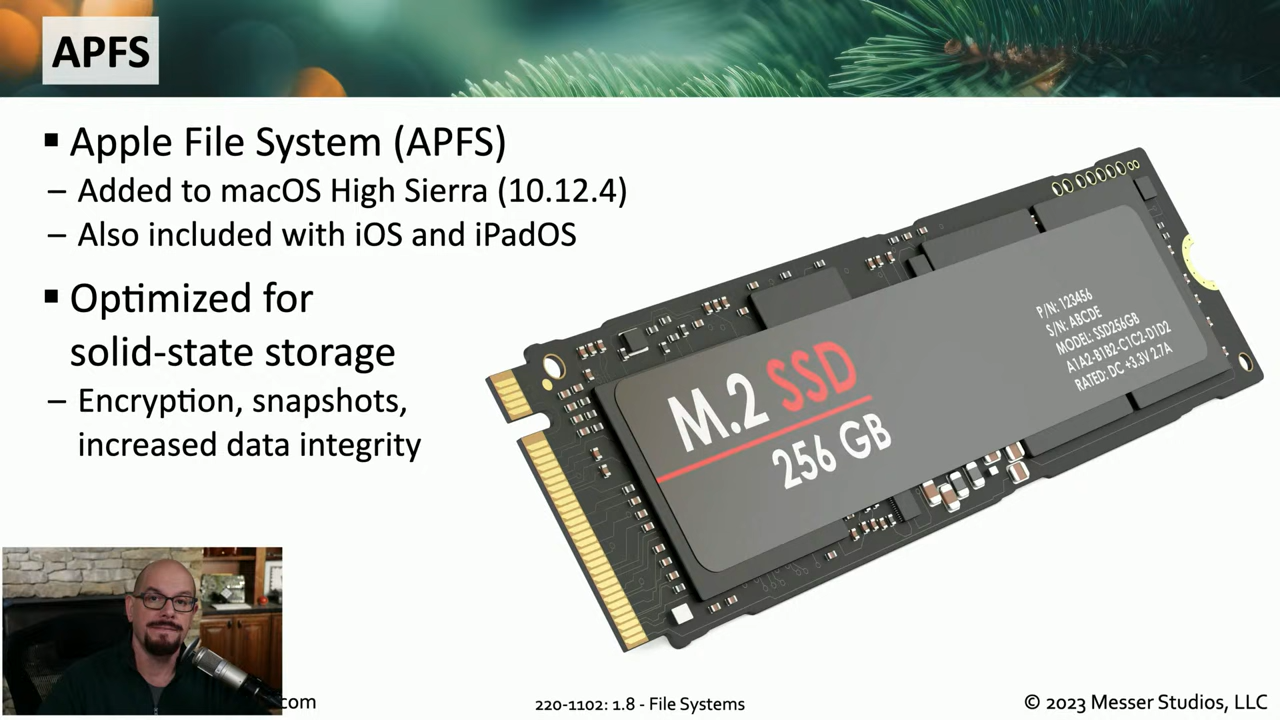 APFS
▪ Apple File System (APFS)
– Added to macOS High Sierra (10.12.4)
– Also included with iOS and iPadOS
▪ Optimized for
solid-state storage
– Encryption, snapshots,
increased data integrity
M.2 SSD
256 GB
P/N: 123456
S/N: ABCDE
MODEL: SSD256GB
A1A2-B1B2-C1C2-D1D2
RATED: DC +3.3V 2.7A
.com
220-1102: 1.8 - File Systems
© 2023 Messer Studios, LLC